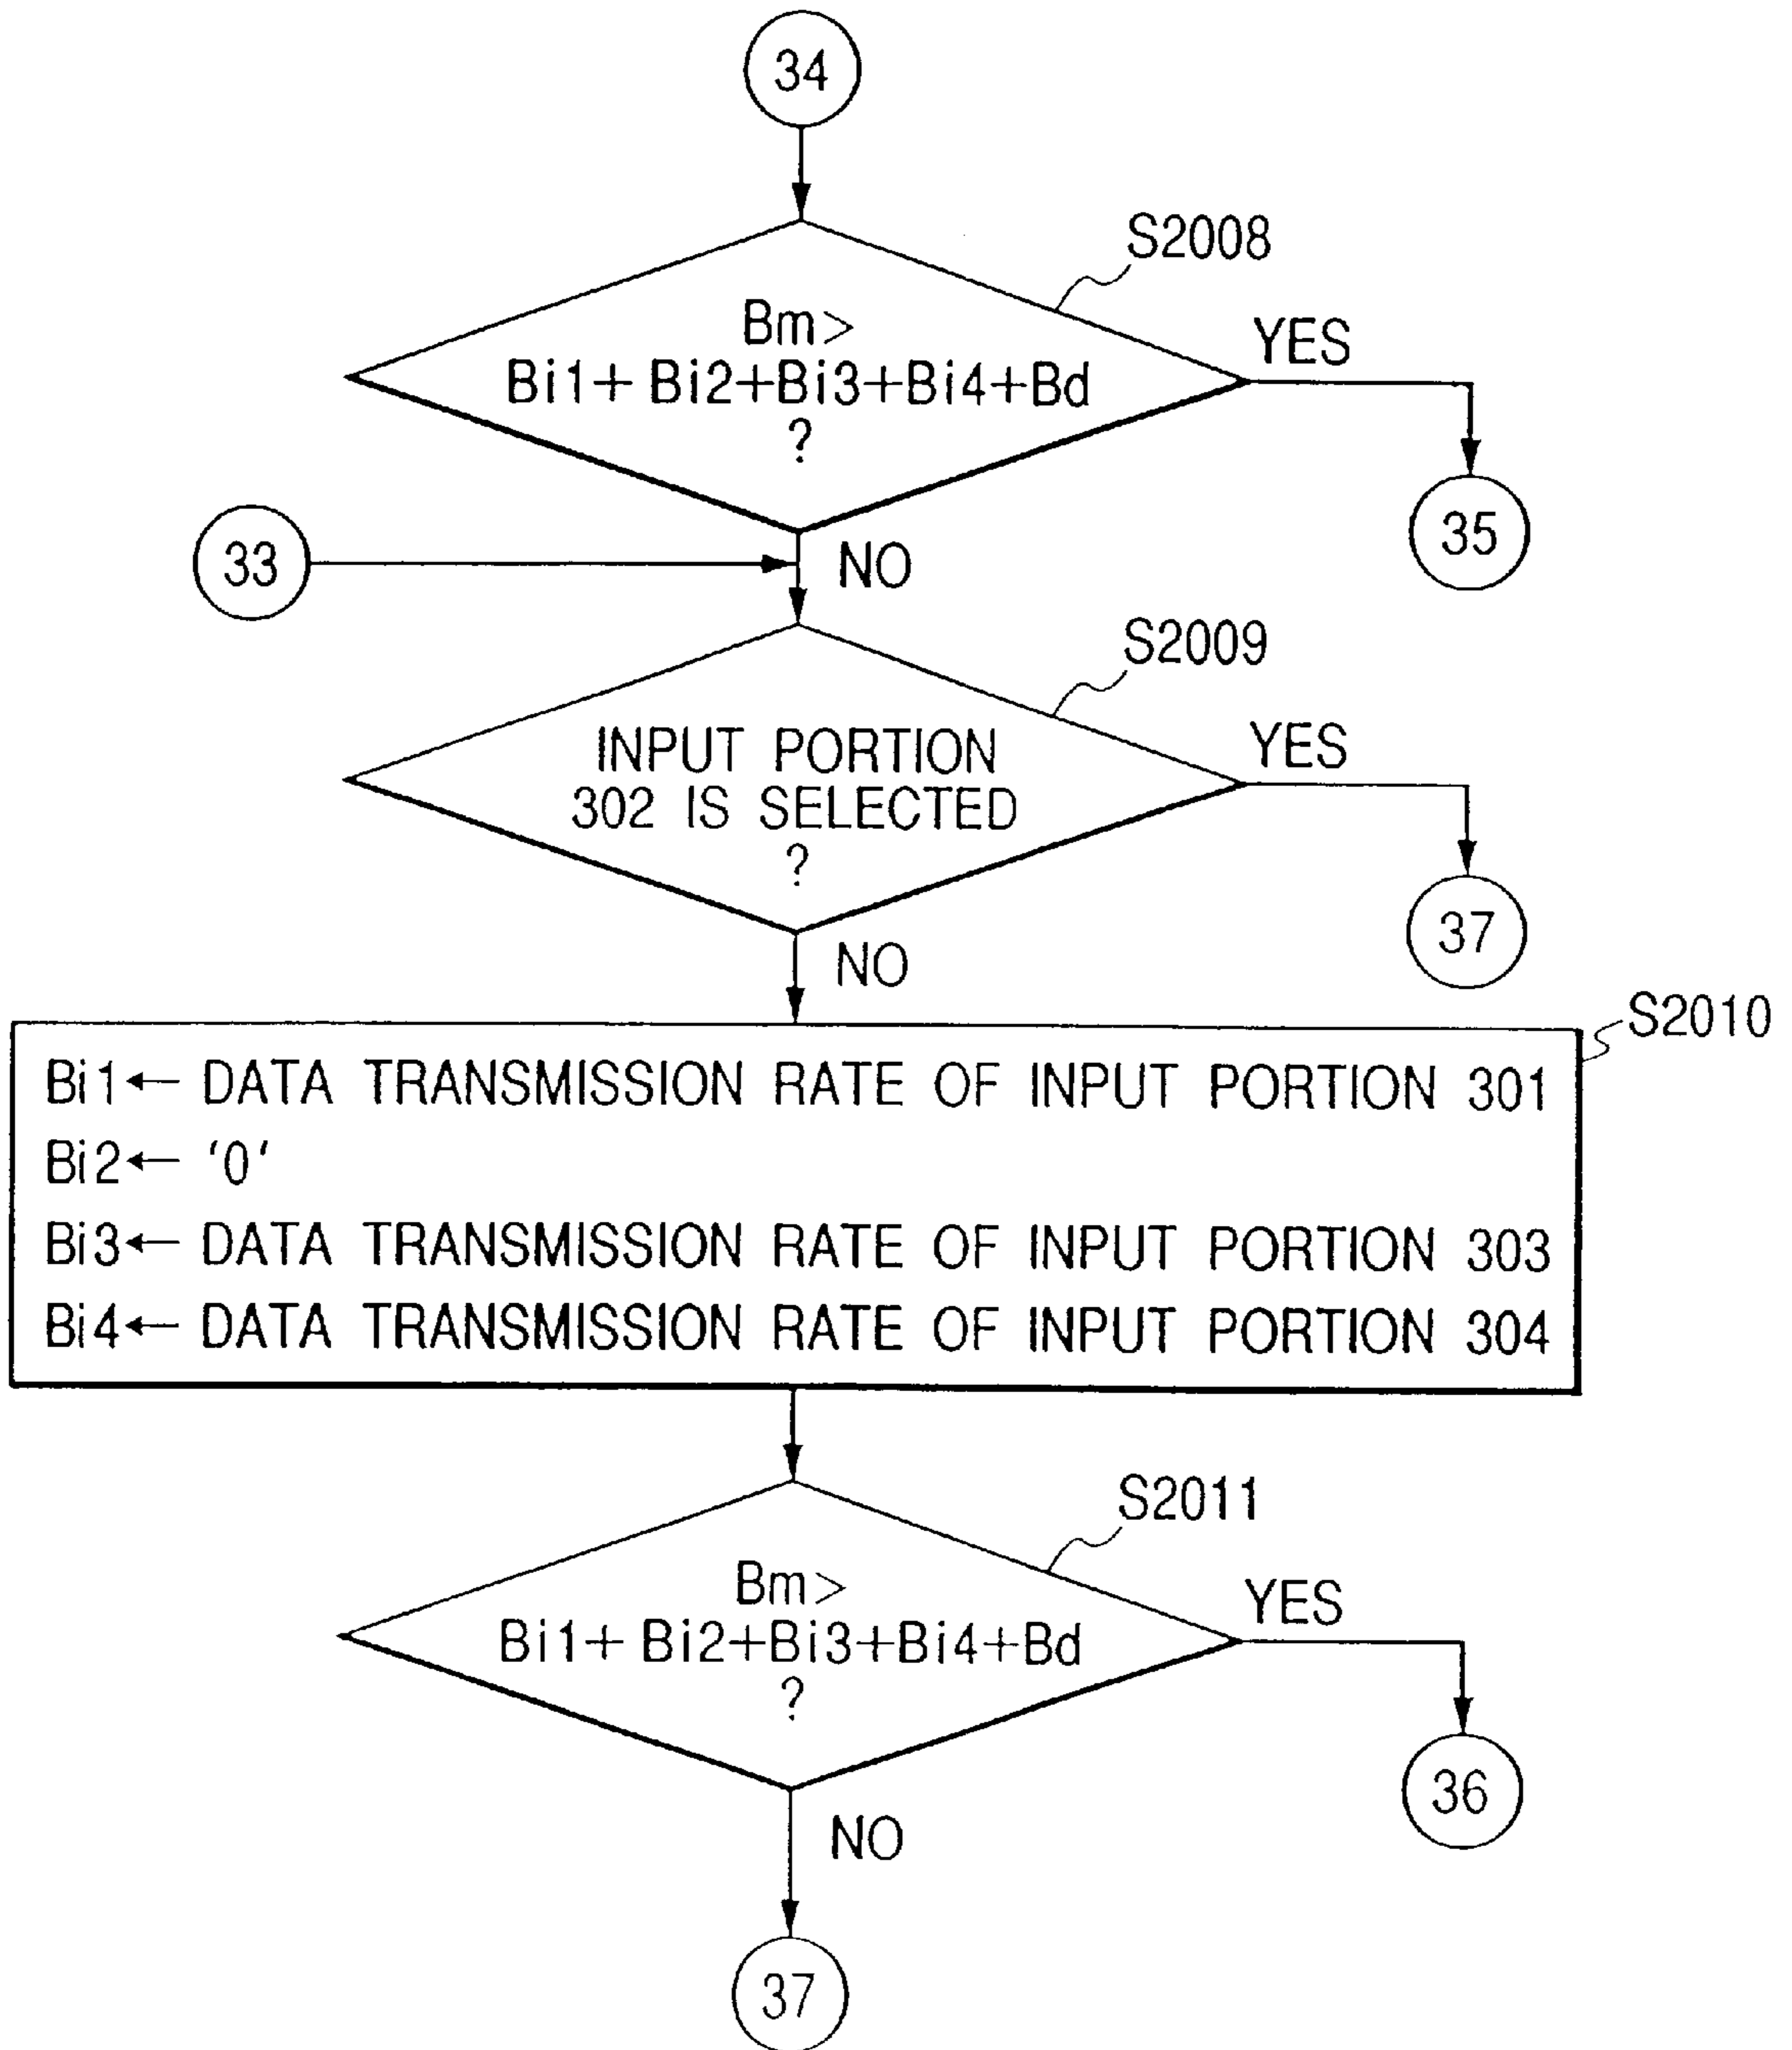 34
S2008
Bm>
Bi1+ Bi2+Bi3+Bi4+Bd
?
YES
35
33
NO
S2009
INPUT PORTION
302 IS SELECTED
?
YES
37
NO
S2010
Bi1← DATA TRANSMISSION RATE OF INPUT PORTION 301
Bi2← '0'
Bi3← DATA TRANSMISSION RATE OF INPUT PORTION 303
Bi4← DATA TRANSMISSION RATE OF INPUT PORTION 304
S2011
Bm>
Bi1+ Bi2+Bi3+Bi4+Bd
?
YES
36
NO
37